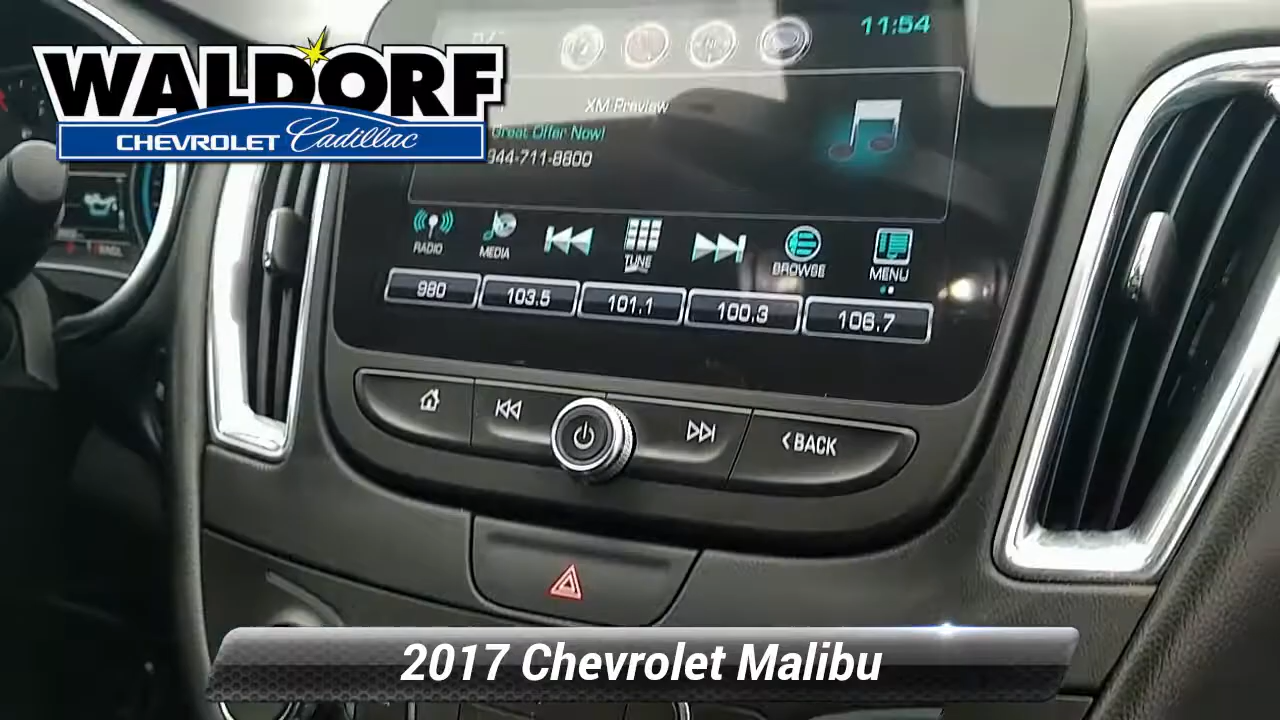 WALDORF
CHEVROLET Cadillac
11:54
XM Preview
Great Offer Now!
844-711-8800
RADIO
MEDIA
TUNE
BROWSE
MENU
980
103.5
101.1
100.3
106.7
BACK
2017 Chevrolet Malibu